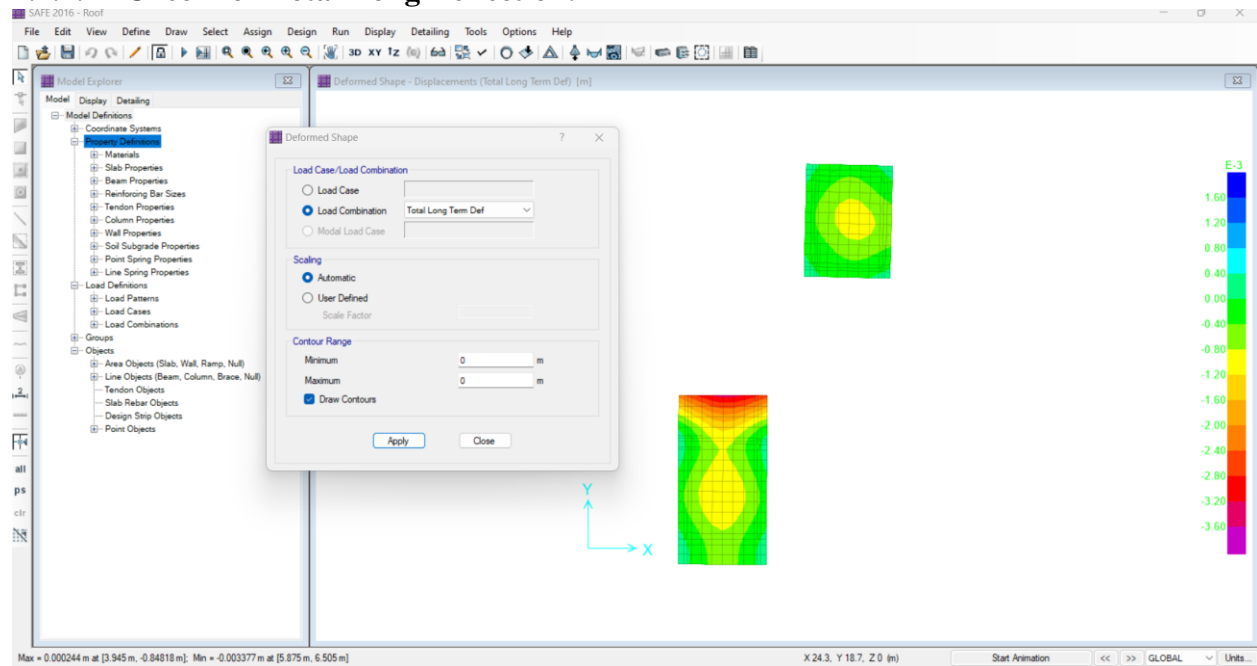 SAFE 2016 - Roof
File Edit View Define Draw Select Assign Design Run Display Detailing Tools Options Help
3D XY 1Z 6d
Model Explorer
Model Display Detailing
Model Definitions
Coordinate Systems
Property Definitions
Materials
Slab Properties
Beam Properties
Reinforcing Bar Sizes
Tendon Properties
Column Properties
Wall Properties
Soil Subgrade Properties
Point Spring Properties
Line Spring Properties
Load Definitions
Load Patterns
Load Cases
Load Combinations
Groups
Objects
Area Objects (Slab, Wall, Ramp, Null)
Line Objects (Beam, Column, Brace, Null)
Tendon Objects
Slab Rebar Objects
Design Strip Objects
Point Objects
all
ps
clr
Deformed Shape - Displacements (Total Long Term Def) [m]
Deformed Shape ? ×
Load Case/Load Combination
Load Case
Load Combination Total Long Term Def
Modal Load Case
Scaling
Automatic
User Defined
Scale Factor
Contour Range
Minimum 0 m
Maximum 0 m
Draw Contours
Apply Close
Y
X
E-3
1.60
1.20
0.80
0.40
0.00
-0.40
-0.80
-1.20
-1.60
-2.00
-2.40
-2.80
-3.20
-3.60
Max = 0.000244 m at [3.945 m, -0.84818 m]; Min = -0.003377 m at [5.875 m, 6.505 m] X 24.3, Y 18.7, Z 0 (m) Start Animation << >> GLOBAL Units...